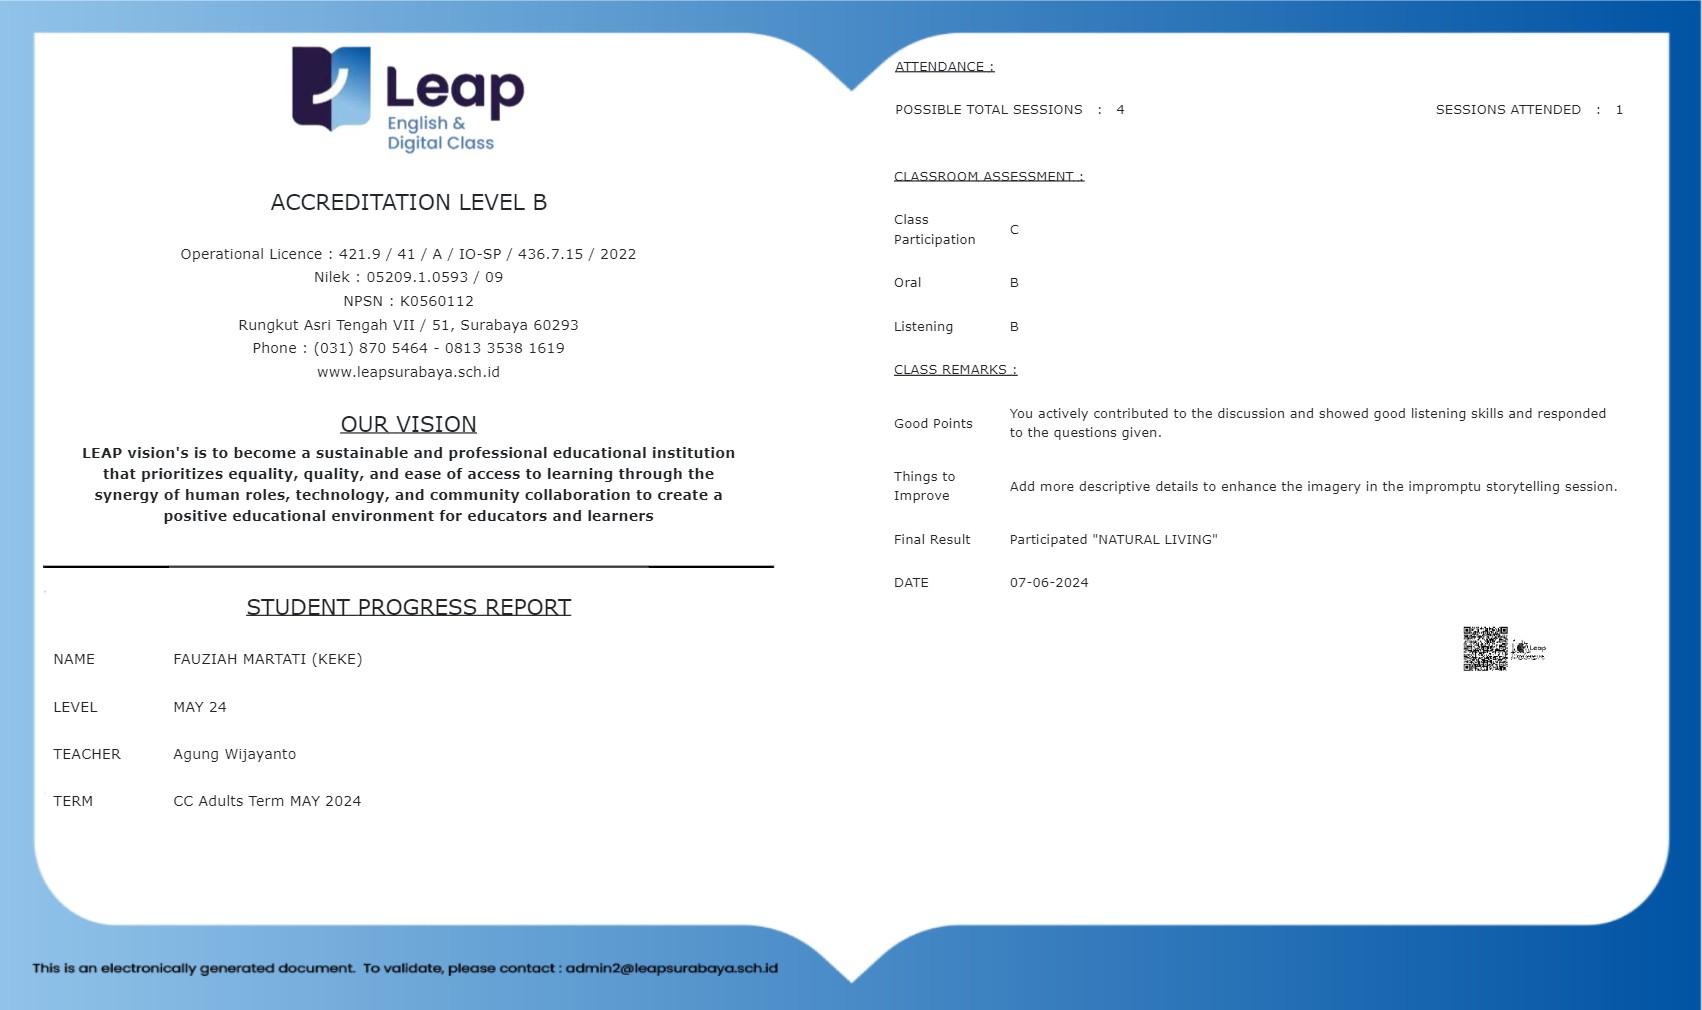 Leap
English &
Digital Class
ACCREDITATION LEVEL B
Operational Licence : 421.9 / 41 / A / IO-SP / 436.7.15 / 2022
Nilek : 05209.1.0593 / 09
NPSN : K0560112
Rungkut Asri Tengah VII / 51, Surabaya 60293
Phone : (031) 870 5464 - 0813 3538 1619
www.leapsurabaya.sch.id
OUR VISION
LEAP vision's is to become a sustainable and professional educational institution
that prioritizes equality, quality, and ease of access to learning through the
synergy of human roles, technology, and community collaboration to create a
positive educational environment for educators and learners
STUDENT PROGRESS REPORT
NAME FAUZIAH MARTATI (KEKE)
LEVEL MAY 24
TEACHER Agung Wijayanto
TERM CC Adults Term MAY 2024
ATTENDANCE :
POSSIBLE TOTAL SESSIONS : 4 SESSIONS ATTENDED : 1
CLASSROOM ASSESSMENT :
Class
Participation C
Oral B
Listening B
CLASS REMARKS :
Good Points You actively contributed to the discussion and showed good listening skills and responded
to the questions given.
Things to
Improve Add more descriptive details to enhance the imagery in the impromptu storytelling session.
Final Result Participated "NATURAL LIVING"
DATE 07-06-2024
Leap
This is an electronically generated document. To validate, please contact : admin2@leapsurabaya.sch.id